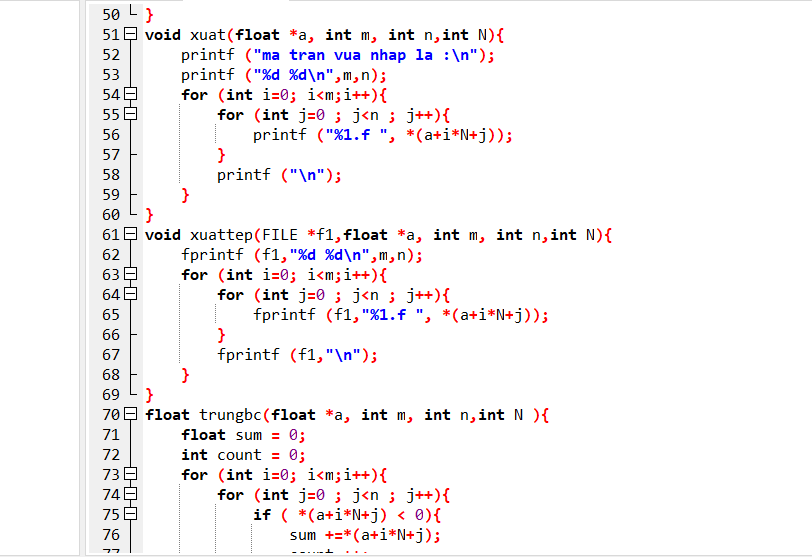 50 }
51 void xuat(float *a, int m, int n,int N){
52 printf ("ma tran vua nhap la :\n");
53 printf ("%d %d\n",m,n);
54 for (int i=0; i<m;i++){
55 for (int j=0 ; j<n ; j++){
56 printf ("%1.f ", *(a+i*N+j));
57 }
58 printf ("\n");
59 }
60 }
61 void xuattep(FILE *f1,float *a, int m, int n,int N){
62 fprintf (f1,"%d %d\n",m,n);
63 for (int i=0; i<m;i++){
64 for (int j=0 ; j<n ; j++){
65 fprintf (f1,"%1.f ", *(a+i*N+j));
66 }
67 fprintf (f1,"\n");
68 }
69 }
70 float trungbc(float *a, int m, int n,int N ){
71 float sum = 0;
72 int count = 0;
73 for (int i=0; i<m;i++){
74 for (int j=0 ; j<n ; j++){
75 if ( *(a+i*N+j) < 0){
76 sum +=*(a+i*N+j);